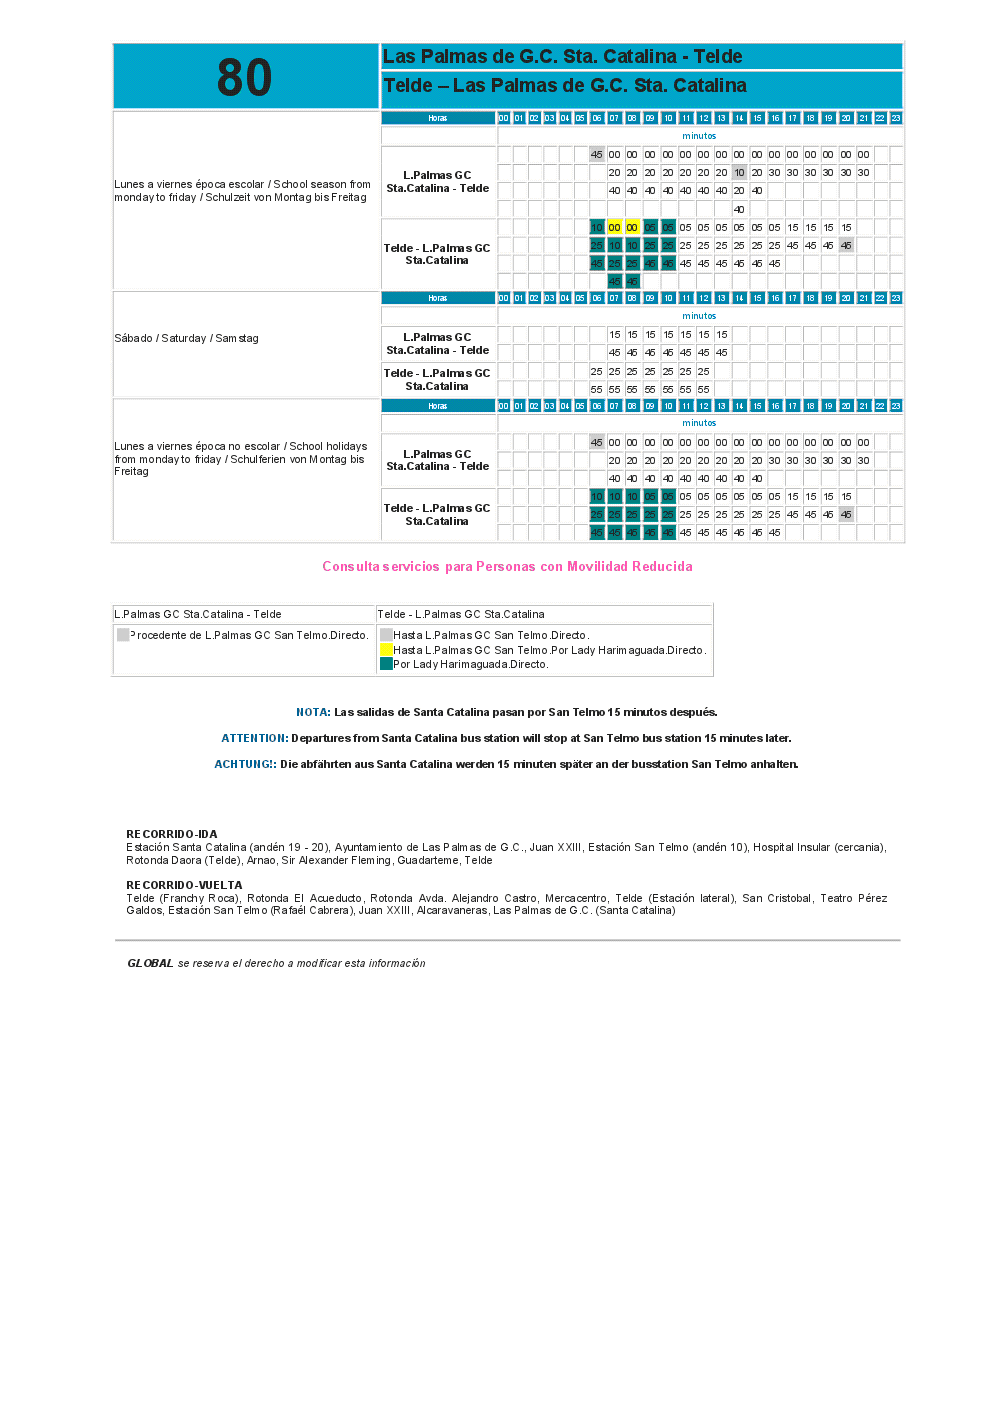 80
Las Palmas de G.C. Sta. Catalina - Telde
Telde – Las Palmas de G.C. Sta. Catalina
Horas 00 01 02 03 04 05 06 07 08 09 10 11 12 13 14 15 16 17 18 19 20 21 22 23
minutos
Lunes a viernes época escolar / School season from
monday to friday / Schulzeit von Montag bis Freitag
L.Palmas GC
Sta.Catalina - Telde
45 00 00 00 00 00 00 00 00 00 00 00 00 00 00 00
20 20 20 20 20 20 20 10 20 30 30 30 30 30 30
40 40 40 40 40 40 40 20 40
40
Telde - L.Palmas GC
Sta.Catalina
10 00 00 05 05 05 05 05 05 05 05 15 15 15 15
25 10 10 25 25 25 25 25 25 25 25 45 45 45 45
45 25 25 45 45 45 45 45 45 45 45
45 45
Horas 00 01 02 03 04 05 06 07 08 09 10 11 12 13 14 15 16 17 18 19 20 21 22 23
minutos
Sábado / Saturday / Samstag
L.Palmas GC
Sta.Catalina - Telde
15 15 15 15 15 15 15
45 45 45 45 45 45 45
Telde - L.Palmas GC
Sta.Catalina
25 25 25 25 25 25 25
55 55 55 55 55 55 55
Horas 00 01 02 03 04 05 06 07 08 09 10 11 12 13 14 15 16 17 18 19 20 21 22 23
minutos
Lunes a viernes época no escolar / School holidays
from monday to friday / Schulferien von Montag bis
Freitag
L.Palmas GC
Sta.Catalina - Telde
45 00 00 00 00 00 00 00 00 00 00 00 00 00 00 00
20 20 20 20 20 20 20 20 20 30 30 30 30 30 30
40 40 40 40 40 40 40 40 40
Telde - L.Palmas GC
Sta.Catalina
10 10 10 05 05 05 05 05 05 05 05 15 15 15 15
25 25 25 25 25 25 25 25 25 25 25 45 45 45 45
45 45 45 45 45 45 45 45 45 45 45
Consulta servicios para Personas con Movilidad Reducida
L.Palmas GC Sta.Catalina - Telde
Procedente de L.Palmas GC San Telmo.Directo.
Telde - L.Palmas GC Sta.Catalina
Hasta L.Palmas GC San Telmo.Directo.
Hasta L.Palmas GC San Telmo.Por Lady Harimaguada.Directo.
Por Lady Harimaguada.Directo.
NOTA: Las salidas de Santa Catalina pasan por San Telmo 15 minutos después.
ATTENTION: Departures from Santa Catalina bus station will stop at San Telmo bus station 15 minutes later.
ACHTUNG!: Die abfährten aus Santa Catalina werden 15 minuten später an der busstation San Telmo anhalten.
RECORRIDO-IDA
Estación Santa Catalina (andén 19 - 20), Ayuntamiento de Las Palmas de G.C., Juan XXIII, Estación San Telmo (andén 10), Hospital Insular (cercania),
Rotonda Daora (Telde), Arnao, Sir Alexander Fleming, Guadarteme, Telde
RECORRIDO-VUELTA
Telde (Franchy Roca), Rotonda El Acueducto, Rotonda Avda. Alejandro Castro, Mercacentro, Telde (Estación lateral), San Cristobal, Teatro Pérez
Galdos, Estación San Telmo (Rafaél Cabrera), Juan XXIII, Alcaravaneras, Las Palmas de G.C. (Santa Catalina)
GLOBAL se reserva el derecho a modificar esta información